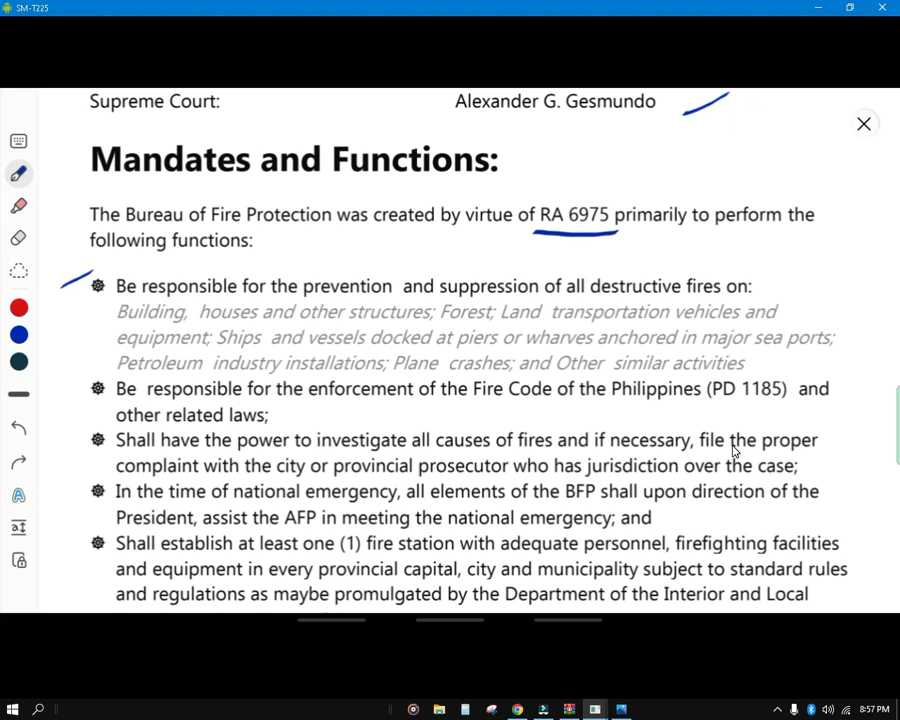 SM-T225
Supreme Court: Alexander G. Gesmundo
Mandates and Functions:
The Bureau of Fire Protection was created by virtue of RA 6975 primarily to perform the
following functions:
Be responsible for the prevention and suppression of all destructive fires on:
Building, houses and other structures; Forest; Land transportation vehicles and
equipment; Ships and vessels docked at piers or wharves anchored in major sea ports;
Petroleum industry installations; Plane crashes; and Other similar activities
Be responsible for the enforcement of the Fire Code of the Philippines (PD 1185) and
other related laws;
Shall have the power to investigate all causes of fires and if necessary, file the proper
complaint with the city or provincial prosecutor who has jurisdiction over the case;
In the time of national emergency, all elements of the BFP shall upon direction of the
President, assist the AFP in meeting the national emergency; and
Shall establish at least one (1) fire station with adequate personnel, firefighting facilities
and equipment in every provincial capital, city and municipality subject to standard rules
and regulations as maybe promulgated by the Department of the Interior and Local
8:57 PM